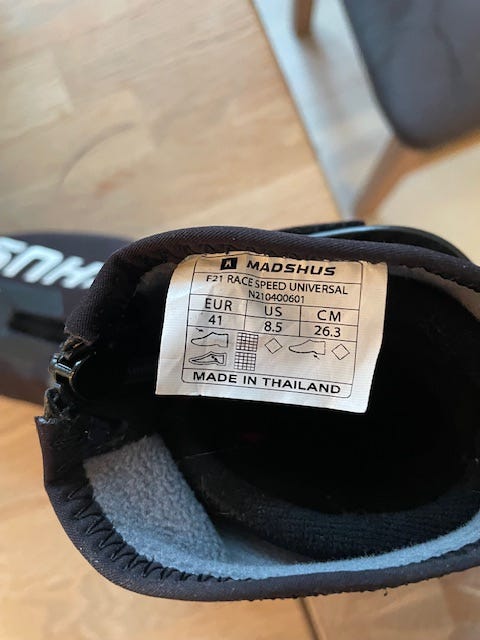 MADSHUS
F21 RACE SPEED UNIVERSAL
N210400601
EUR US CM
41 8.5 26.3
MADE IN THAILAND